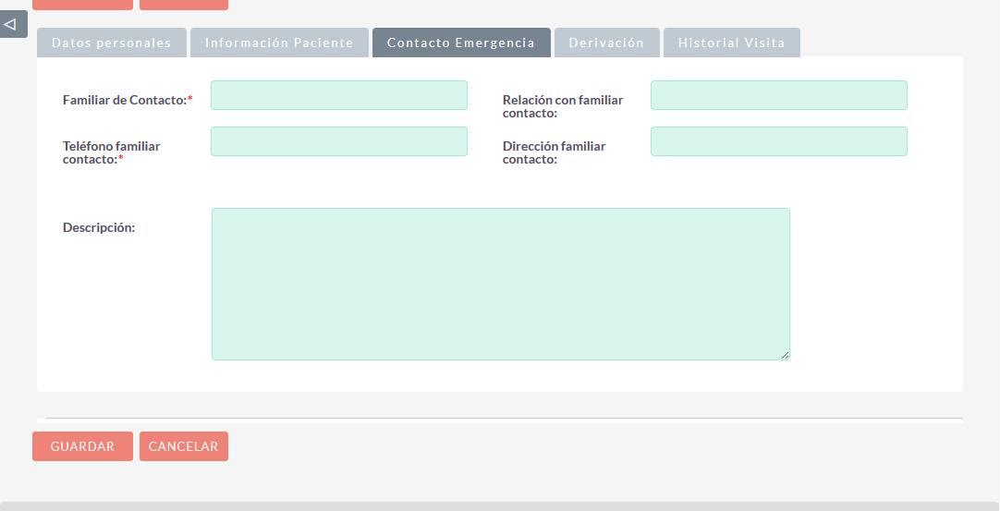 Datos personales
Información Paciente
Contacto Emergencia
Derivación
Historial Visita
Familiar de Contacto:*
Relación con familiar
contacto:
Teléfono familiar
contacto:*
Dirección familiar
contacto:
Descripción:
GUARDAR
CANCELAR